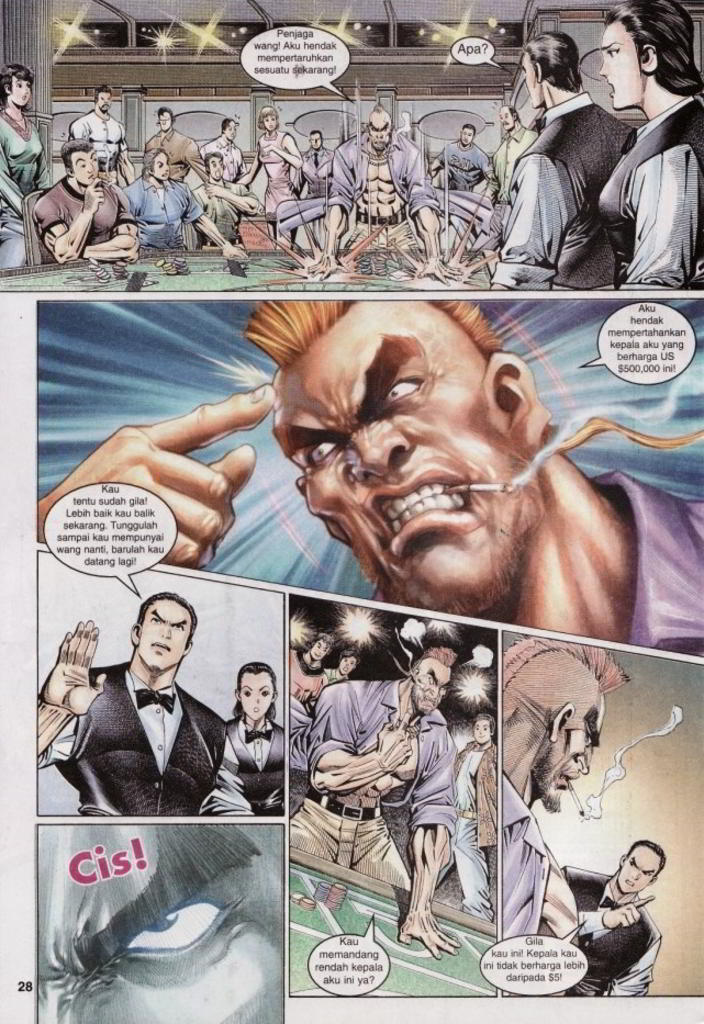 Penjaga
wang! Aku hendak
mempertaruhkan
sesuatu sekarang!
Apa?
Aku
hendak
mempertahankan
kepala aku yang
berharga US
$500,000 ini!
Kau
tentu sudah gila!
Lebih baik kau balik
sekarang. Tunggulah
sampai kau mempunyai
wang nanti, barulah kau
datang lagi!
Cis!
Kau
memandang
rendah kepala
aku ini ya?
Gila
kau ini! Kepala kau
ini tidak berharga lebih
daripada $5!
28